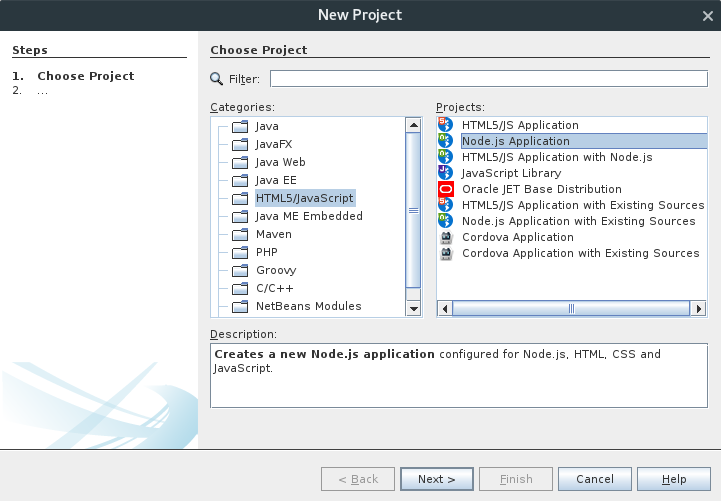 New Project
Steps
1. Choose Project
2. ...
Choose Project
Filter:
Categories:
Java
JavaFX
Java Web
Java EE
HTML5/JavaScript
Java ME Embedded
Maven
PHP
Groovy
C/C++
NetBeans Modules
Projects:
HTML5/JS Application
Node.js Application
HTML5/JS Application with Node.js
JavaScript Library
Oracle JET Base Distribution
HTML5/JS Application with Existing Sources
Node.js Application with Existing Sources
Cordova Application
Cordova Application with Existing Sources
Description:
Creates a new Node.js application configured for Node.js, HTML, CSS and
JavaScript.
< Back
Next >
Finish
Cancel
Help